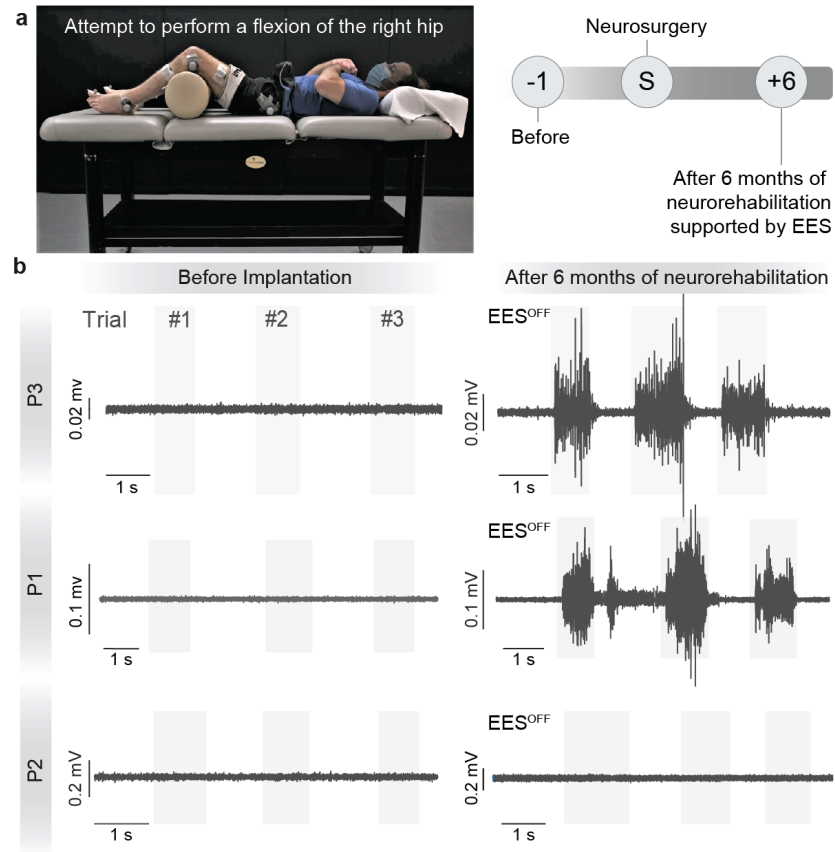 a
Attempt to perform a flexion of the right hip
Neurosurgery
-1
S
+6
Before
After 6 months of
neurorehabilitation
supported by EES
b
Before Implantation
After 6 months of neurorehabilitation
P3
Trial
#1
#2
#3
0.02 mv
1 s
EESOFF
0.02 mV
1 s
P1
0.1 mv
1 s
EESOFF
0.1 mV
1 s
P2
0.2 mV
1 s
EESOFF
0.2 mV
1 s